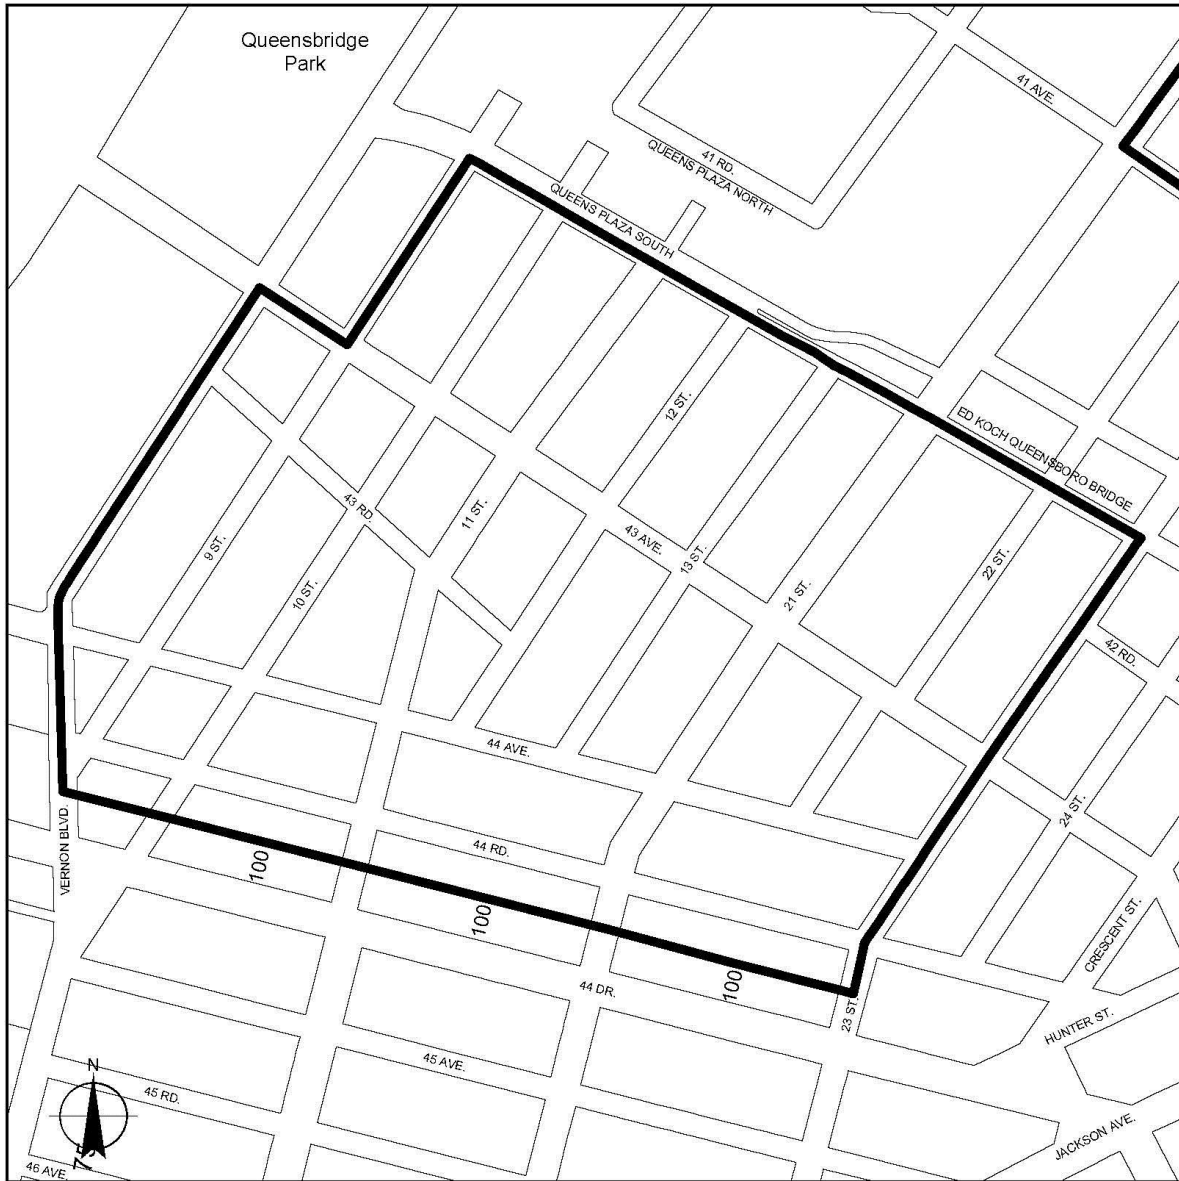 Queensbridge
Park
41 AVE.
41 RD.
QUEENS PLAZA NORTH
QUEENS PLAZA SOUTH
12 ST.
ED KOCH QUEENSBORO BRIDGE
43 RD.
11 ST.
9 ST.
10 ST.
43 AVE.
13 ST.
21 ST.
22 ST.
42 RD.
44 AVE.
24 ST.
VERNON BLVD.
44 RD.
100
100
100
CRESCENT ST.
44 DR.
23 ST.
HUNTER ST.
45 AVE.
N
45 RD.
JACKSON AVE.
46 AVE.